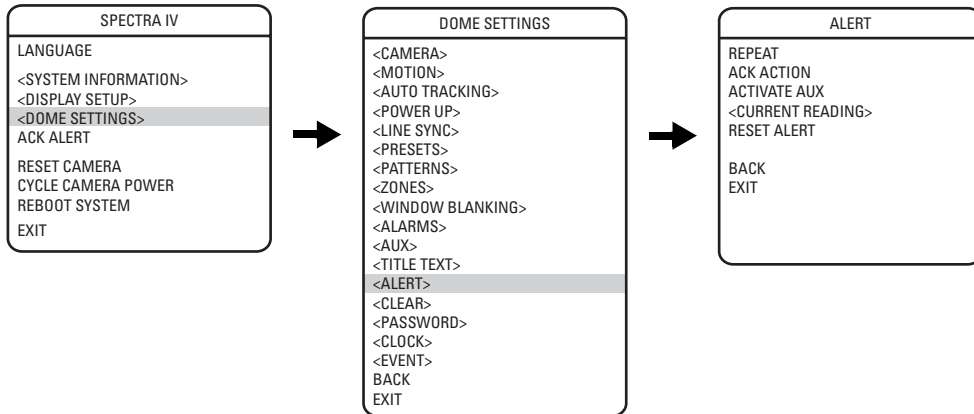 SPECTRA IV
LANGUAGE
<SYSTEM INFORMATION>
<DISPLAY SETUP>
<DOME SETTINGS>
ACK ALERT
RESET CAMERA
CYCLE CAMERA POWER
REBOOT SYSTEM
EXIT
DOME SETTINGS
<CAMERA>
<MOTION>
<AUTO TRACKING>
<POWER UP>
<LINE SYNC>
<PRESETS>
<PATTERNS>
<ZONES>
<WINDOW BLANKING>
<ALARMS>
<AUX>
<TITLE TEXT>
<ALERT>
<CLEAR>
<PASSWORD>
<CLOCK>
<EVENT>
BACK
EXIT
ALERT
REPEAT
ACK ACTION
ACTIVATE AUX
<CURRENT READING>
RESET ALERT
BACK
EXIT